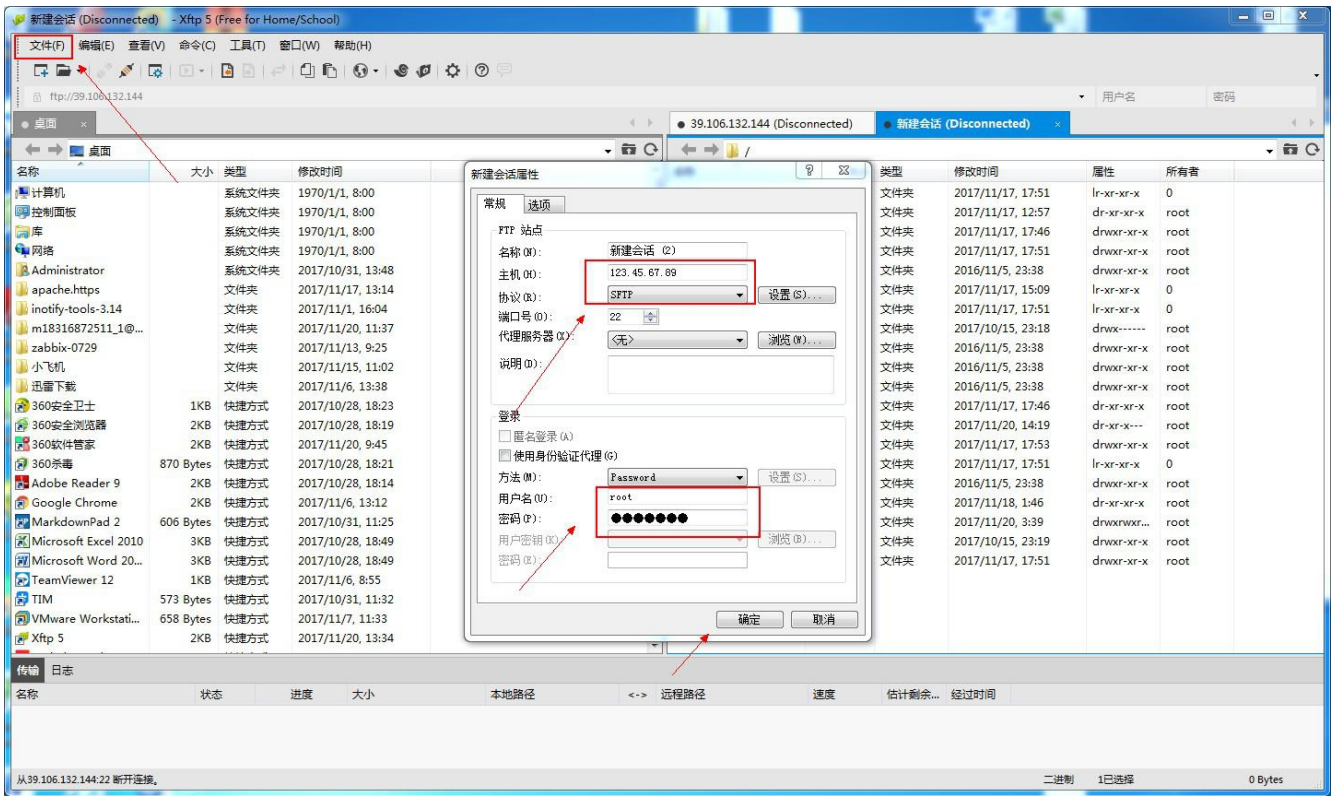 新建会话 (Disconnected) - Xftp 5 (Free for Home/School)
文件(F) 编辑(E) 查看(V) 命令(C) 工具(T) 窗口(W) 帮助(H)
ftp://39.106.132.144 用户名 密码
桌面 39.106.132.144 (Disconnected) 新建会话 (Disconnected)
桌面 /
名称 大小 类型 修改时间 类型 修改时间 属性 所有者
计算机 系统文件夹 1970/1/1, 8:00 文件夹 2017/11/17, 17:51 lr-xr-xr-x 0
控制面板 系统文件夹 1970/1/1, 8:00 文件夹 2017/11/17, 12:57 dr-xr-xr-x root
库 系统文件夹 1970/1/1, 8:00 文件夹 2017/11/17, 17:46 drwxr-xr-x root
网络 系统文件夹 1970/1/1, 8:00 文件夹 2017/11/17, 17:51 drwxr-xr-x root
Administrator 系统文件夹 2017/10/31, 13:48 文件夹 2016/11/5, 23:38 drwxr-xr-x root
apache.https 文件夹 2017/11/17, 13:14 文件夹 2017/11/17, 15:09 lr-xr-xr-x 0
inotify-tools-3.14 文件夹 2017/11/1, 16:04 文件夹 2017/11/17, 17:51 lr-xr-xr-x 0
m18316872511_1@... 文件夹 2017/11/20, 11:37 文件夹 2017/10/15, 23:18 drwx------ root
zabbix-0729 文件夹 2017/11/13, 9:25 文件夹 2016/11/5, 23:38 drwxr-xr-x root
小飞机 文件夹 2017/11/15, 11:02 文件夹 2016/11/5, 23:38 drwxr-xr-x root
迅雷下载 文件夹 2017/11/6, 13:38 文件夹 2016/11/5, 23:38 drwxr-xr-x root
360安全卫士 1KB 快捷方式 2017/10/28, 18:23 文件夹 2017/11/17, 17:46 dr-xr-xr-x root
360安全浏览器 2KB 快捷方式 2017/10/28, 18:19 文件夹 2017/11/20, 14:19 dr-xr-x--- root
360软件管家 2KB 快捷方式 2017/11/20, 9:45 文件夹 2017/11/17, 17:53 drwxr-xr-x root
360杀毒 870 Bytes 快捷方式 2017/10/28, 18:21 文件夹 2017/11/17, 17:51 lr-xr-xr-x 0
Adobe Reader 9 2KB 快捷方式 2017/10/28, 18:14 文件夹 2016/11/5, 23:38 drwxr-xr-x root
Google Chrome 2KB 快捷方式 2017/11/6, 13:12 文件夹 2017/11/18, 1:46 dr-xr-xr-x root
MarkdownPad 2 606 Bytes 快捷方式 2017/10/31, 11:25 文件夹 2017/11/20, 3:39 drwxrwxr... root
Microsoft Excel 2010 3KB 快捷方式 2017/10/28, 18:49 文件夹 2017/10/15, 23:19 drwxr-xr-x root
Microsoft Word 20... 3KB 快捷方式 2017/10/28, 18:49 文件夹 2017/11/17, 17:51 drwxr-xr-x root
TeamViewer 12 1KB 快捷方式 2017/11/6, 8:55
TIM 573 Bytes 快捷方式 2017/10/31, 11:32
VMware Workstati... 658 Bytes 快捷方式 2017/11/7, 11:33
Xftp 5 2KB 快捷方式 2017/11/20, 13:34
新建会话属性
常规 选项
FTP 站点
名称(N): 新建会话 (2)
主机(H): 123.45.67.89
协议(R): SFTP 设置(S)...
端口号(O): 22
代理服务器(X): <无> 浏览(W)...
说明(D):
登录
匿名登录(A)
使用身份验证代理(G)
方法(M): Password 设置(S)...
用户名(U): root
密码(P): ●●●●●●●
用户密钥(K): 浏览(B)...
密码(E):
确定 取消
传输 日志
名称 状态 进度 大小 本地路径 <-> 远程路径 速度 估计剩余... 经过时间
从39.106.132.144:22 断开连接。 二进制 1已选择 0 Bytes